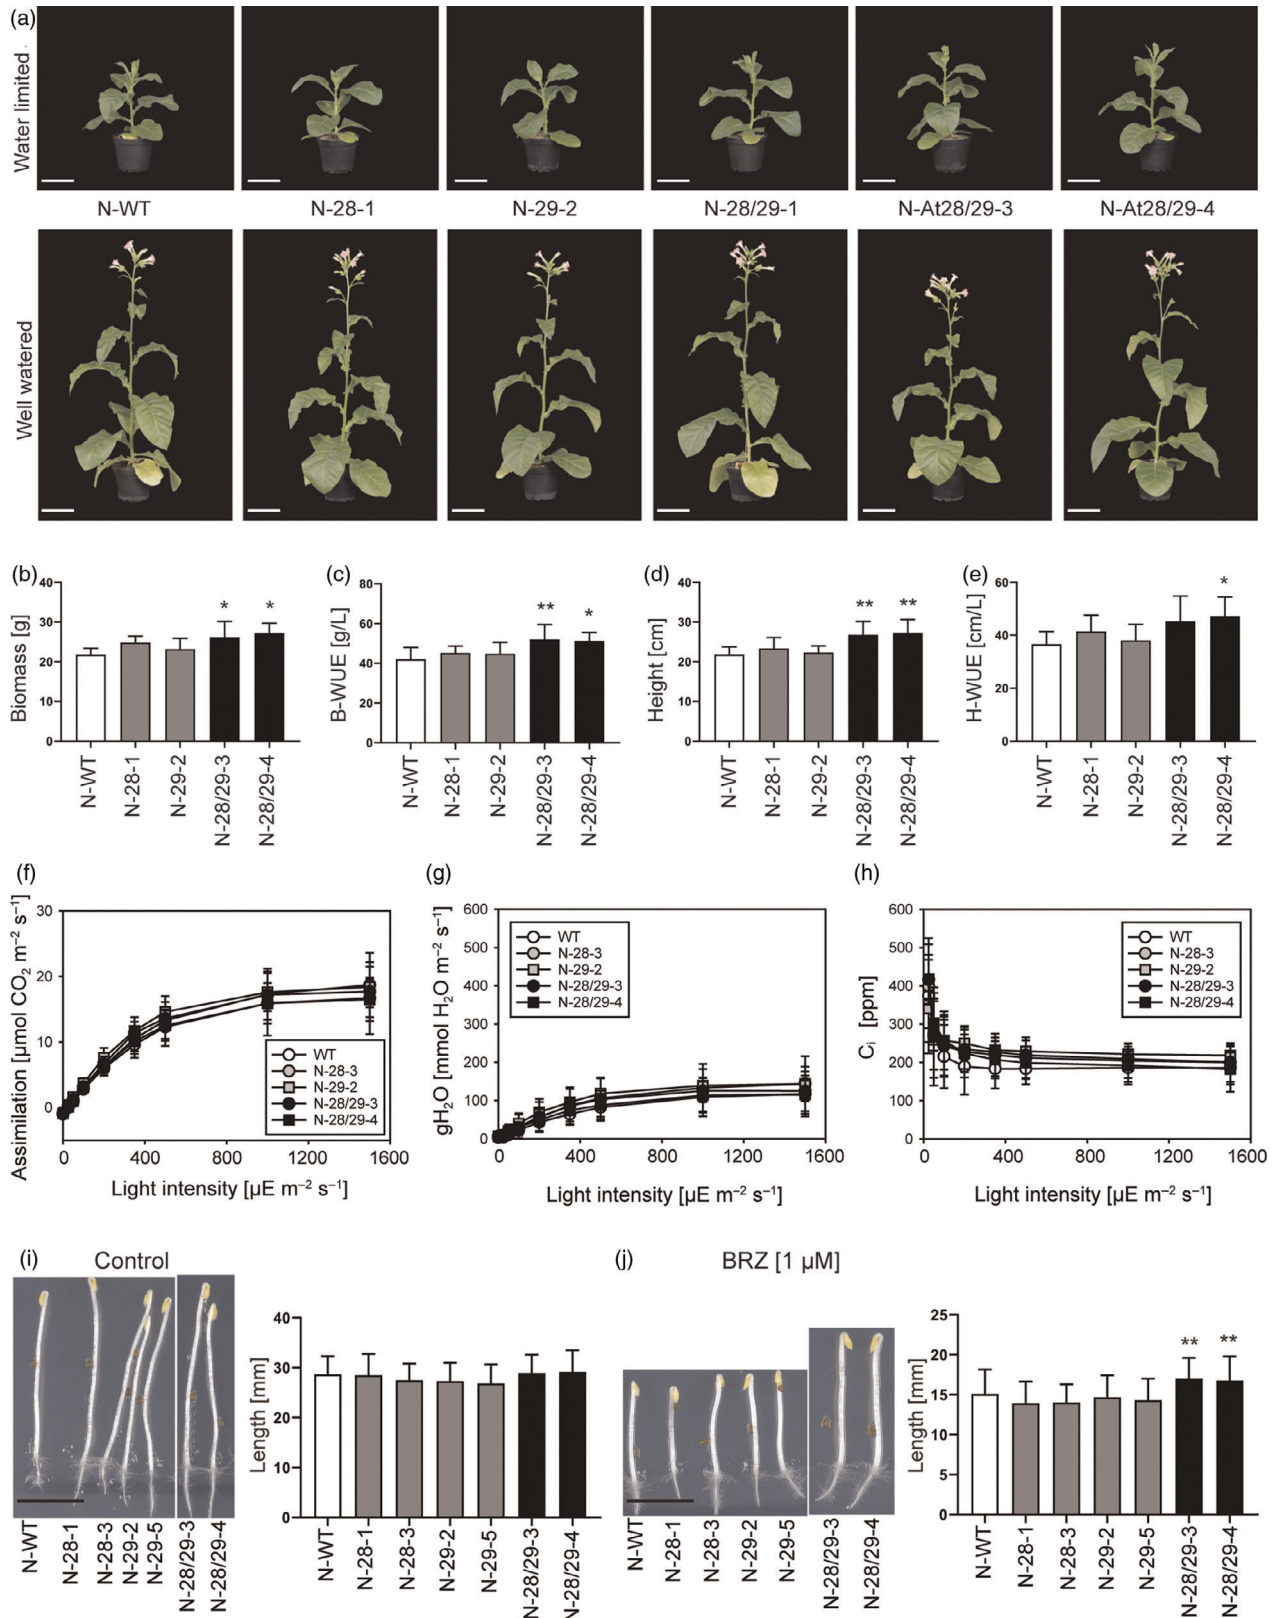 (a)
Water limited
N-WT N-28-1 N-29-2 N-28/29-1 N-At28/29-3 N-At28/29-4
Well watered
(b)
Biomass [g]
40
30
20
10
0
N-WT
N-28-1
N-29-2
N-28/29-3
N-28/29-4
* *
(c)
B-WUE [g/L]
80
60
40
20
0
N-WT
N-28-1
N-29-2
N-28/29-3
N-28/29-4
** *
(d)
Height [cm]
40
30
20
10
0
N-WT
N-28-1
N-29-2
N-28/29-3
N-28/29-4
** **
(e)
H-WUE [cm/L]
60
40
20
0
N-WT
N-28-1
N-29-2
N-28/29-3
N-28/29-4
*
(f)
Assimilation [µmol CO₂ m⁻² s⁻¹]
30
20
10
0
WT
N-28-3
N-29-2
N-28/29-3
N-28/29-4
0 400 800 1200 1600
Light intensity [µE m⁻² s⁻¹]
(g)
gH₂O [mmol H₂O m⁻² s⁻¹]
600
500
400
300
200
100
0
WT
N-28-3
N-29-2
N-28/29-3
N-28/29-4
0 400 800 1200 1600
Light intensity [µE m⁻² s⁻¹]
(h)
Cᵢ [ppm]
600
500
400
300
200
100
0
WT
N-28-3
N-29-2
N-28/29-3
N-28/29-4
0 400 800 1200 1600
Light intensity [µE m⁻² s⁻¹]
(i)
Control
N-WT
N-28-1
N-28-3
N-29-2
N-29-5
N-28/29-3
N-28/29-4
Length [mm]
40
30
20
10
0
N-WT
N-28-1
N-28-3
N-29-2
N-29-5
N-28/29-3
N-28/29-4
(j)
BRZ [1 µM]
N-WT
N-28-1
N-28-3
N-29-2
N-29-5
N-28/29-3
N-28/29-4
Length [mm]
25
20
15
10
5
0
** **
N-WT
N-28-1
N-28-3
N-29-2
N-29-5
N-28/29-3
N-28/29-4